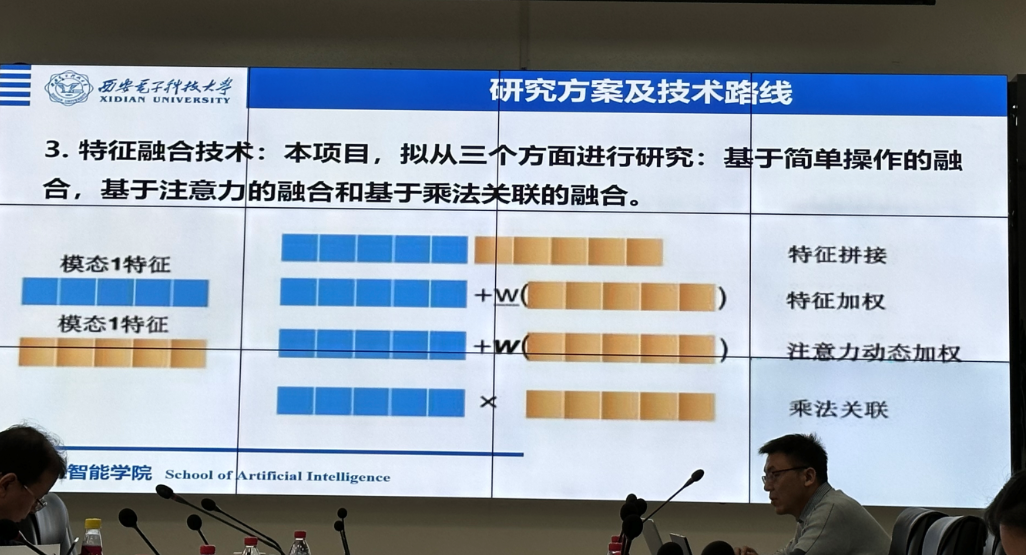 西安电子科技大学
XIDIAN UNIVERSITY
研究方案及技术路线
3. 特征融合技术：本项目，拟从三个方面进行研究：基于简单操作的融
合，基于注意力的融合和基于乘法关联的融合。
模态1特征
模态1特征
特征拼接
+w( )
特征加权
+w( )
注意力动态加权
×
乘法关联
智能学院 School of Artificial Intelligence